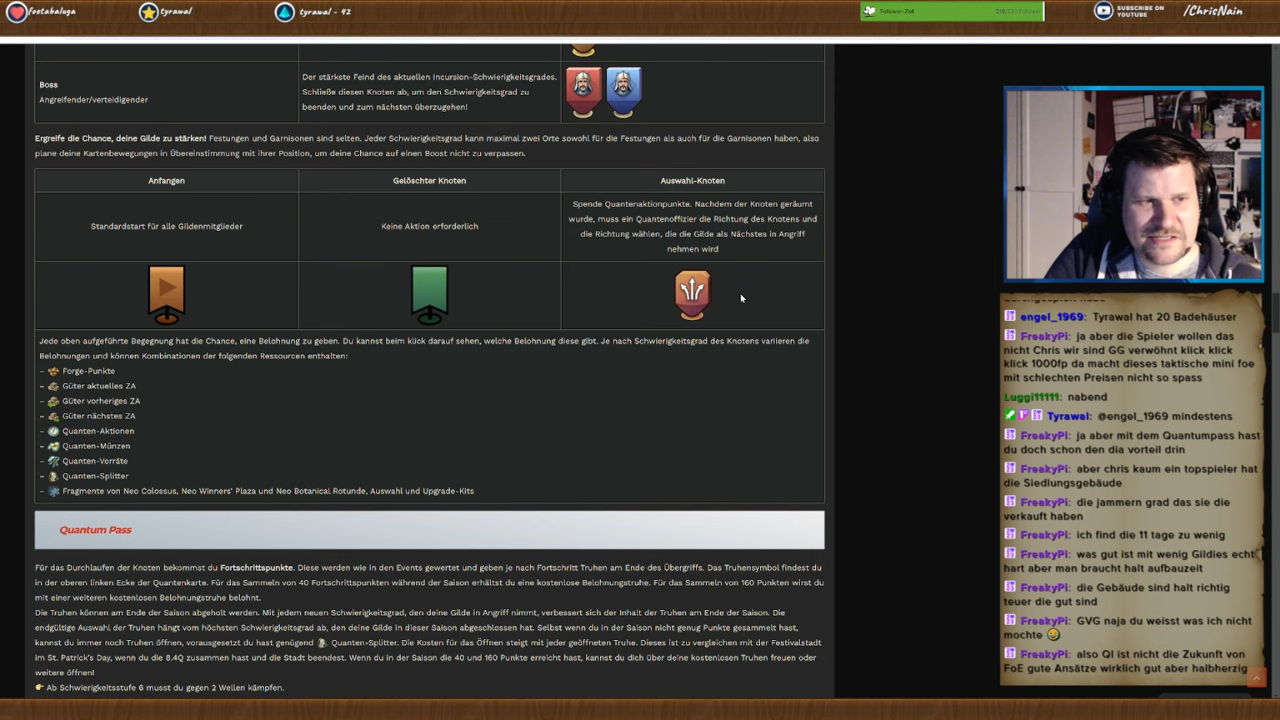 foetabaluga
tyrawal
tyrawal - 42
Follower-Ziel
SUBSCRIBE ON YOUTUBE
/ChrisNain
Boss
Angreifender/verteidigender
Der stärkste Feind des aktuellen Incursion-Schwierigkeitsgrades.
Schließe diesen Knoten ab, um den Schwierigkeitsgrad zu
beenden und zum nächsten überzugehen!
Ergreife die Chance, deine Gilde zu stärken! Festungen und Garnisonen sind selten. Jeder Schwierigkeitsgrad kann maximal zwei Orte sowohl für die Festungen als auch für die Garnisonen haben, also
plane deine Kartenbewegungen in Übereinstimmung mit ihrer Position, um deine Chance auf einen Boost nicht zu verpassen.
Anfangen
Gelöschter Knoten
Auswahl-Knoten
Standardstart für alle Gildenmitglieder
Keine Aktion erforderlich
Spende Quantenaktionpunkte. Nachdem der Knoten geräumt
wurde, muss ein Quantenoffizier die Richtung des Knotens und
die Richtung wählen, die die Gilde als Nächstes in Angriff
nehmen wird
Jede oben aufgeführte Begegnung hat die Chance, eine Belohnung zu geben. Du kannst beim klick darauf sehen, welche Belohnung diese gibt. Je nach Schwierigkeitsgrad des Knotens variieren die
Belohnungen und können Kombinationen der folgenden Ressourcen enthalten:
– Forge-Punkte
– Güter aktuelles ZA
– Güter vorheriges ZA
– Güter nächstes ZA
– Quanten-Aktionen
– Quanten-Münzen
– Quanten-Vorräte
– Quanten-Splitter
– Fragmente von Neo Colossus, Neo Winners' Plaza und Neo Botanical Rotunde, Auswahl und Upgrade-Kits
Quantum Pass
Für das Durchlaufen der Knoten bekommst du Fortschrittspunkte. Diese werden wie in den Events gewertet und geben je nach Fortschritt Truhen am Ende des Übergriffs. Das Truhensymbol findest du
in der oberen linken Ecke der Quantenkarte. Für das Sammeln von 40 Fortschrittspunkten während der Saison erhältst du eine kostenlose Belohnungstruhe. Für das Sammeln von 160 Punkten wirst du
mit einer weiteren kostenlosen Belohnungstruhe belohnt.
Die Truhen können am Ende der Saison abgeholt werden. Mit jedem neuen Schwierigkeitsgrad, den deine Gilde in Angriff nimmt, verbessert sich der Inhalt der Truhen am Ende der Saison. Die
endgültige Auswahl der Truhen hängt vom höchsten Schwierigkeitsgrad ab, den deine Gilde in dieser Saison abgeschlossen hat. Selbst wenn du in der Saison nicht genug Punkte gesammelt hast,
kannst du immer noch Truhen öffnen, vorausgesetzt du hast genügend Quanten-Splitter. Die Kosten für das Öffnen steigt mit jeder geöffneten Truhe. Dieses ist zu vergleichen mit der Festivalstadt
im St. Patrick's Day, wenn du die 8.4Q zusammen hast und die Stadt beendest. Wenn du in der Saison die 40 und 160 Punkte erreicht hast, kannst du dich über deine kostenlosen Truhen freuen oder
weitere öffnen!
Ab Schwierigkeitsstufe 6 musst du gegen 2 Wellen kämpfen.
engel_1969: Tyrawal hat 20 Badehäuser
FreakyPi: ja aber die Spieler wollen das
nicht Chris wir sind GG verwöhnt klick klick
klick 1000fp da macht dieses taktische mini foe
mit schlechten Preisen nicht so spass
Luggi11111: nabend
Tyrawal: @engel_1969 mindestens
FreakyPi: ja aber mit dem Quantumpass hast
du doch schon den dia vorteil drin
FreakyPi: aber chris kaum ein topspieler hat
die Siedlungsgebäude
FreakyPi: die jammern grad das sie die
verkauft haben
FreakyPi: ich find die 11 tage zu wenig
FreakyPi: was gut ist mit wenig Gildies echt
hart aber man braucht halt aufbauzeit
FreakyPi: die Gebäude sind halt richtig
teuer die gut sind
FreakyPi: GVG naja du weisst was ich nicht
mochte
FreakyPi: also QI ist nicht die Zukunft von
FoE gute Ansätze wirklich gut aber halbherzig